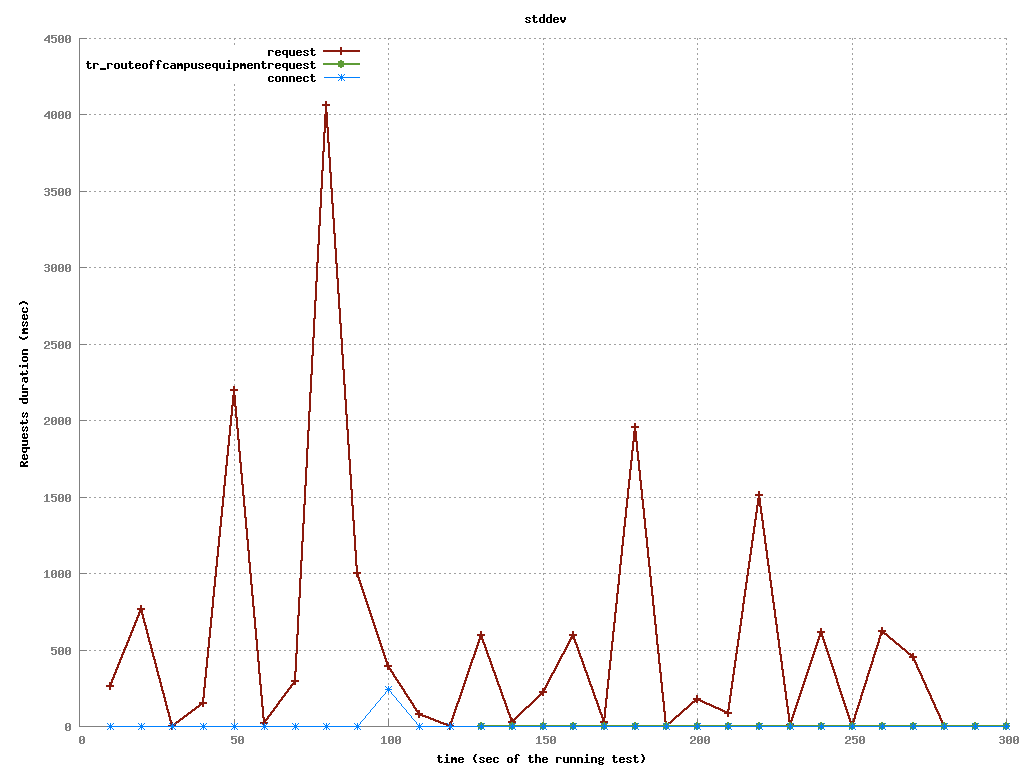 stddev
request
tr_routeoffcampusequipmentrequest
connect
4500
4000
3500
3000
2500
2000
1500
1000
500
0
Requests duration (msec)
0 50 100 150 200 250 300
time (sec of the running test)